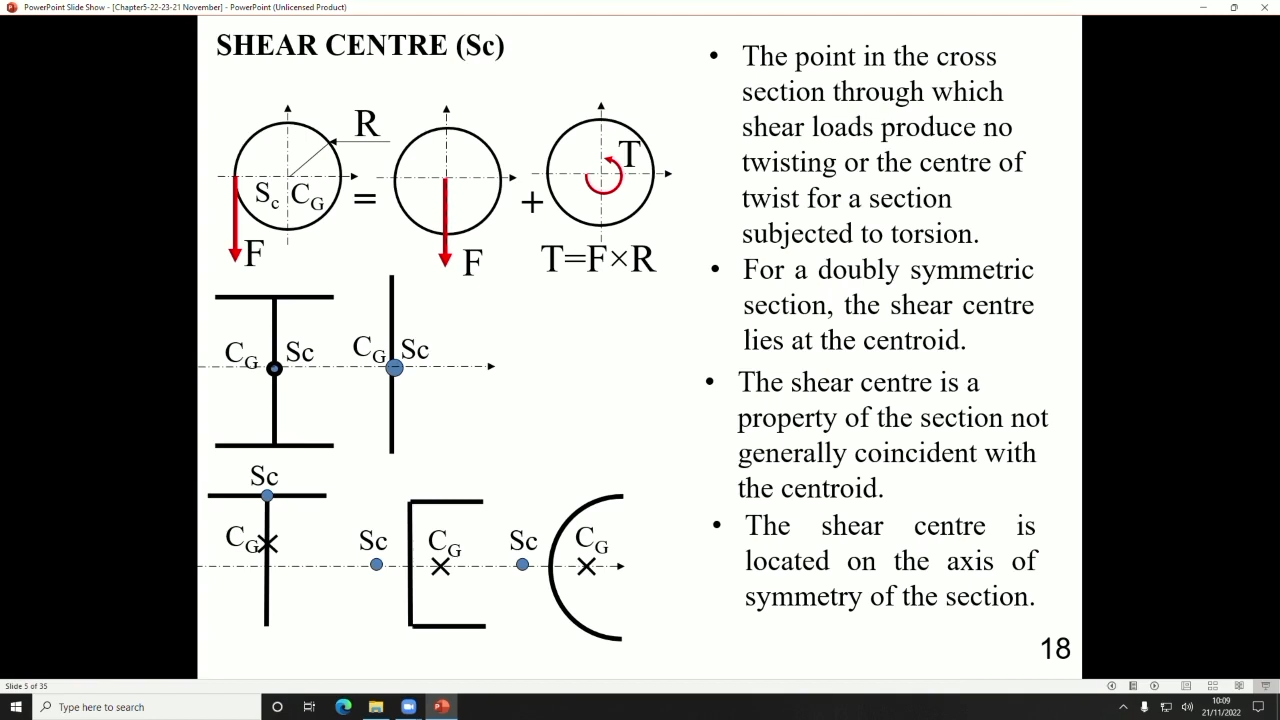 PowerPoint Slide Show - [Chapter5-22-23-21 November] - PowerPoint (Unlicensed Product)
SHEAR CENTRE (Sc)
R
Sc CG
=
+
T
F
F
T=F×R
CG Sc
CG Sc
Sc
CG
Sc
CG
Sc
CG
• The point in the cross
section through which
shear loads produce no
twisting or the centre of
twist for a section
subjected to torsion.
• For a doubly symmetric
section, the shear centre
lies at the centroid.
• The shear centre is a
property of the section not
generally coincident with
the centroid.
• The shear centre is
located on the axis of
symmetry of the section.
18
Slide 5 of 35
Type here to search
10:09
21/11/2022